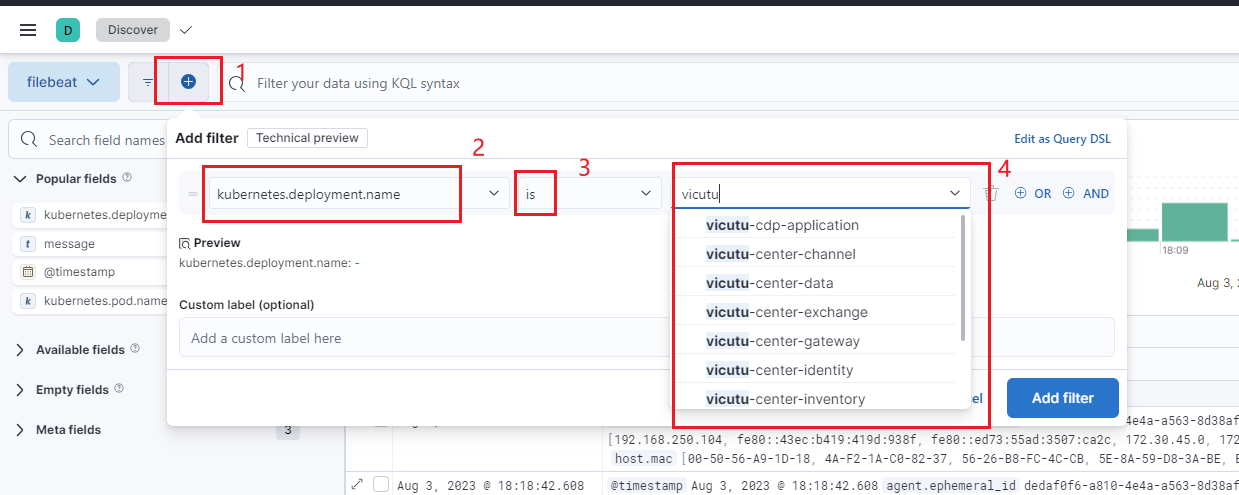 D Discover
1
filebeat Filter your data using KQL syntax
Add filter Technical preview Edit as Query DSL
Search field names
2 3 4
Popular fields
kubernetes.deployment.name is vicutu OR AND
k kubernetes.deployme
vicutu-cdp-application
t message
Preview
vicutu-center-channel
18:09
kubernetes.deployment.name: -
@timestamp
vicutu-center-data
Aug 3, 2
k kubernetes.pod.name
Custom label (optional)
vicutu-center-exchange
Add a custom label here
vicutu-center-gateway
Available fields
vicutu-center-identity
Empty fields
vicutu-center-inventory
el Add filter
Meta fields 3
-4e4a-a563-8d38af
[192.168.250.104, fe80::43ec:b419:419d:938f, fe80::ed73:55ad:3507:ca2c, 172.30.45.0, 172
host.mac [00-50-56-A9-1D-18, 4A-F2-1A-C0-82-37, 56-26-B8-FC-4C-CB, 5E-8A-59-D8-3A-BE, E
Aug 3, 2023 @ 18:18:42.608 @timestamp Aug 3, 2023 @ 18:18:42.608 agent.ephemeral_id dedaf0f6-a810-4e4a-a563-8d38af